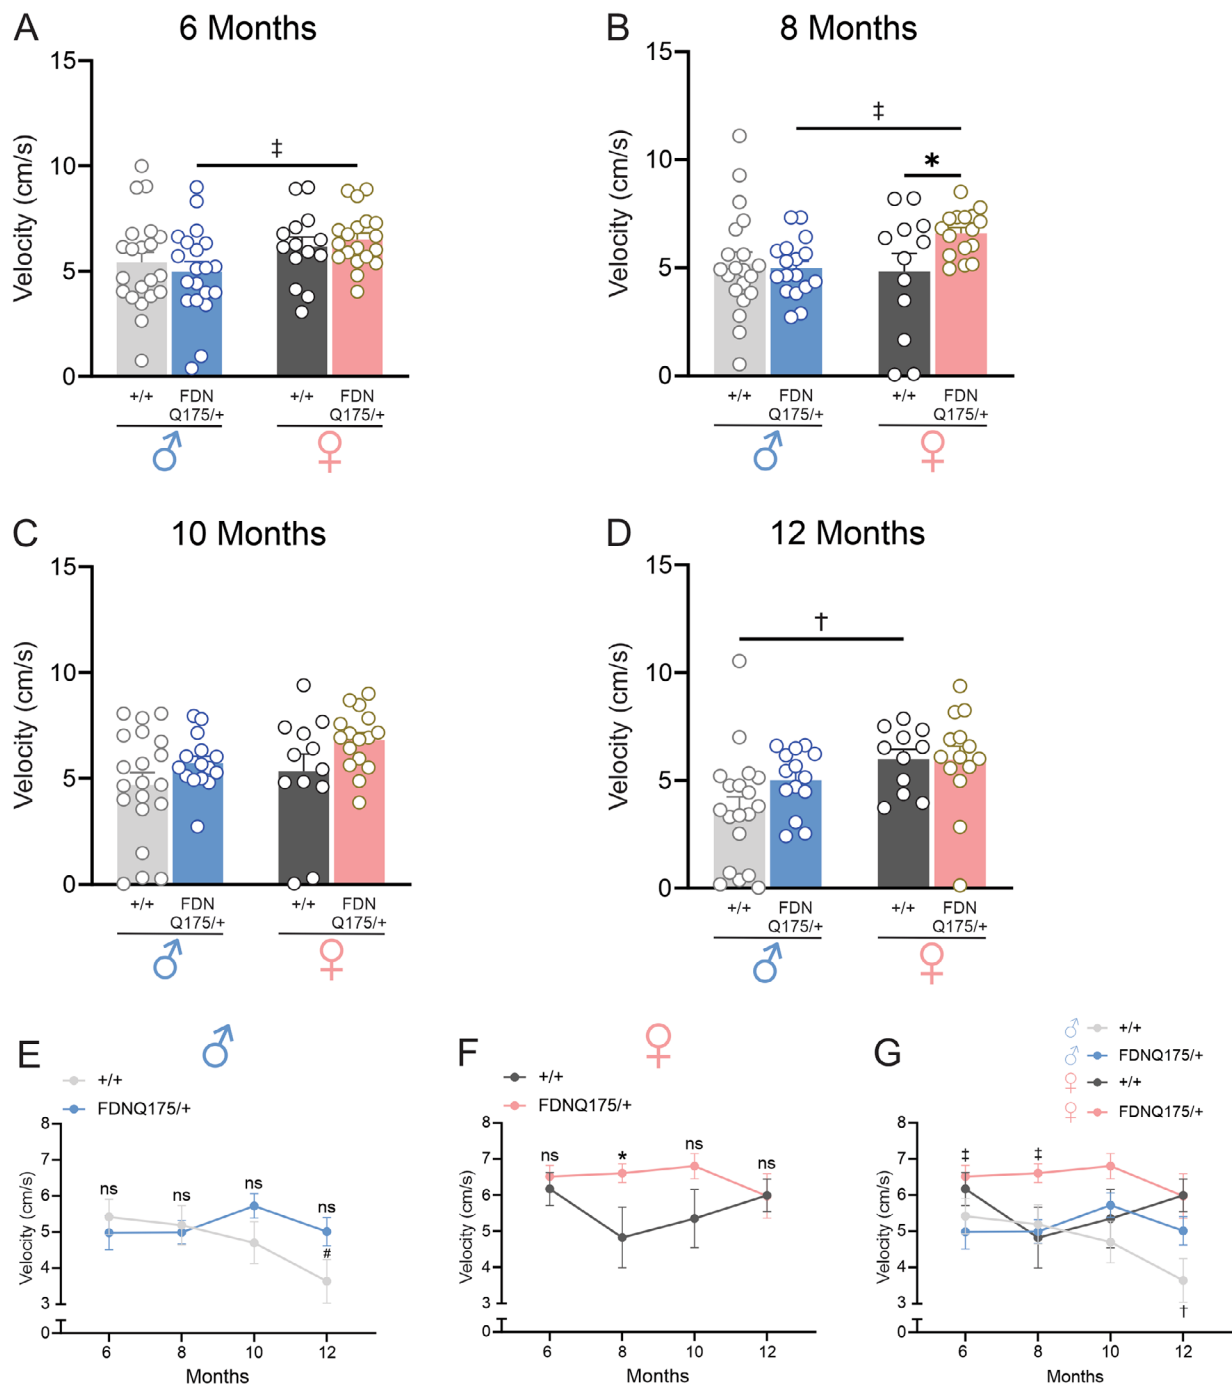 A
6 Months
Velocity (cm/s)
15
10
5
0
‡
+/+
FDN
Q175/+
+/+
FDN
Q175/+
♂
♀
B
8 Months
Velocity (cm/s)
15
10
5
0
‡
*
+/+
FDN
Q175/+
+/+
FDN
Q175/+
♂
♀
C
10 Months
Velocity (cm/s)
15
10
5
0
+/+
FDN
Q175/+
+/+
FDN
Q175/+
♂
♀
D
12 Months
Velocity (cm/s)
15
10
5
0
†
+/+
FDN
Q175/+
+/+
FDN
Q175/+
♂
♀
E
♂
+/+
FDNQ175/+
Velocity (cm/s)
8
7
6
5
4
3
0
ns
ns
ns
ns
#
6 8 10 12
Months
F
♀
+/+
FDNQ175/+
Velocity (cm/s)
8
7
6
5
4
3
0
ns
*
ns
ns
6 8 10 12
Months
G
♂ +/+
♂ FDNQ175/+
♀ +/+
♀ FDNQ175/+
Velocity (cm/s)
8
7
6
5
4
3
0
‡
‡
†
6 8 10 12
Months